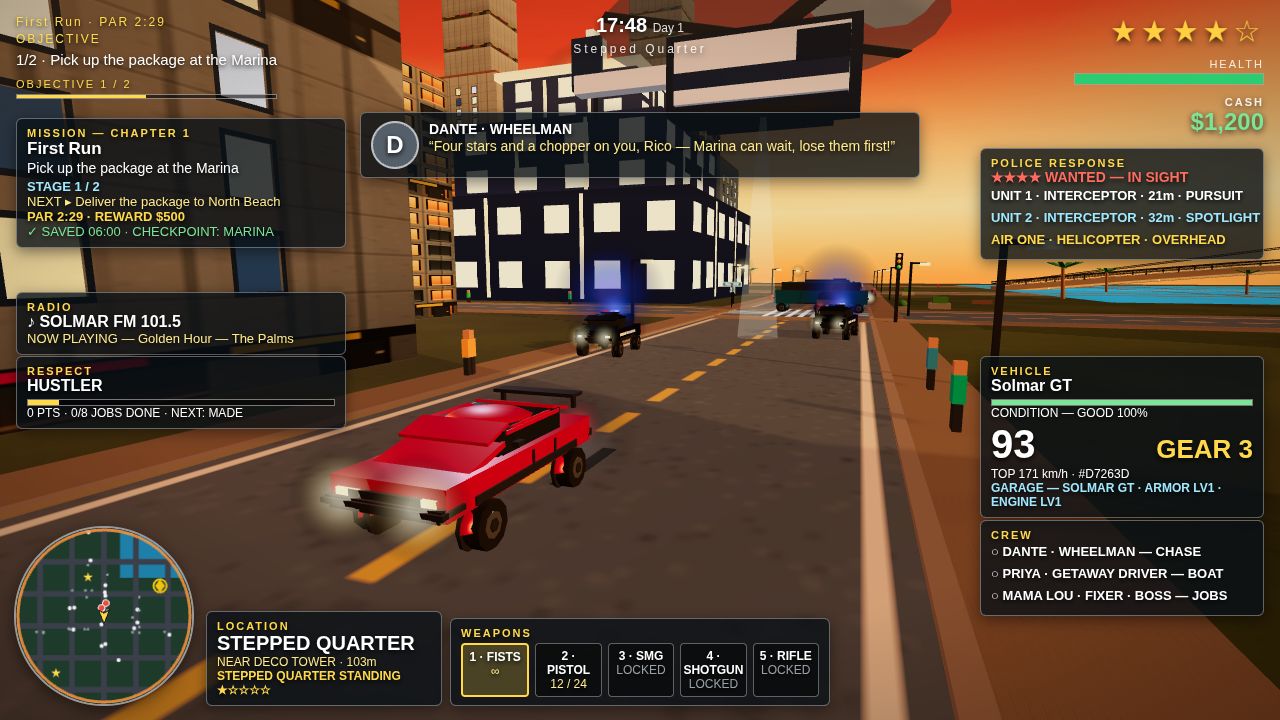 First Run · PAR 2:29
OBJECTIVE
1/2 · Pick up the package at the Marina
OBJECTIVE 1 / 2
17:48 Day 1
Stepped Quarter
★★★★☆
HEALTH
CASH
$1,200
MISSION — CHAPTER 1
First Run
Pick up the package at the Marina
STAGE 1 / 2
NEXT ▸ Deliver the package to North Beach
PAR 2:29 · REWARD $500
✓ SAVED 06:00 · CHECKPOINT: MARINA
D
DANTE · WHEELMAN
“Four stars and a chopper on you, Rico — Marina can wait, lose them first!”
POLICE RESPONSE
★★★★ WANTED — IN SIGHT
UNIT 1 · INTERCEPTOR · 21m · PURSUIT
UNIT 2 · INTERCEPTOR · 32m · SPOTLIGHT
AIR ONE · HELICOPTER · OVERHEAD
RADIO
♪ SOLMAR FM 101.5
NOW PLAYING — Golden Hour — The Palms
RESPECT
HUSTLER
0 PTS · 0/8 JOBS DONE · NEXT: MADE
VEHICLE
Solmar GT
CONDITION — GOOD 100%
93 GEAR 3
TOP 171 km/h · #D7263D
GARAGE — SOLMAR GT · ARMOR LV1 ·
ENGINE LV1
CREW
○ DANTE · WHEELMAN — CHASE
○ PRIYA · GETAWAY DRIVER — BOAT
○ MAMA LOU · FIXER · BOSS — JOBS
LOCATION
STEPPED QUARTER
NEAR DECO TOWER · 103m
STEPPED QUARTER STANDING
★☆☆☆☆
WEAPONS
1 · FISTS
∞
2 ·
PISTOL
12 / 24
3 · SMG
LOCKED
4 ·
SHOTGUN
LOCKED
5 · RIFLE
LOCKED